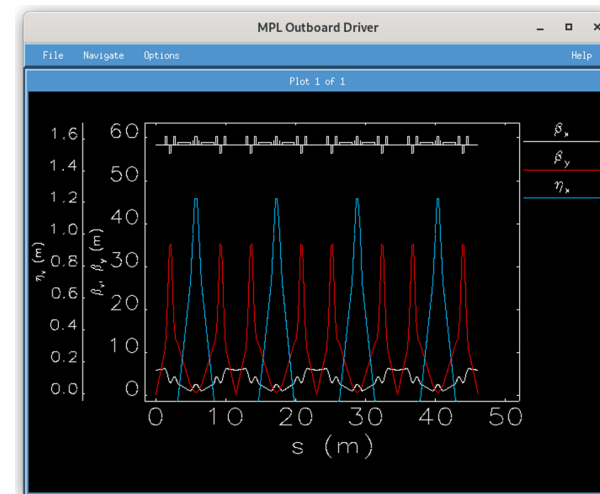 MPL Outboard Driver
File Navigate Options Help
Plot 1 of 1
βx
βy
ηx
1.6
1.4
1.2
1.0
0.8
0.6
0.4
0.2
0.0
ηx (m)
60
50
40
30
20
10
0
βx, βy (m)
0 10 20 30 40 50
s (m)